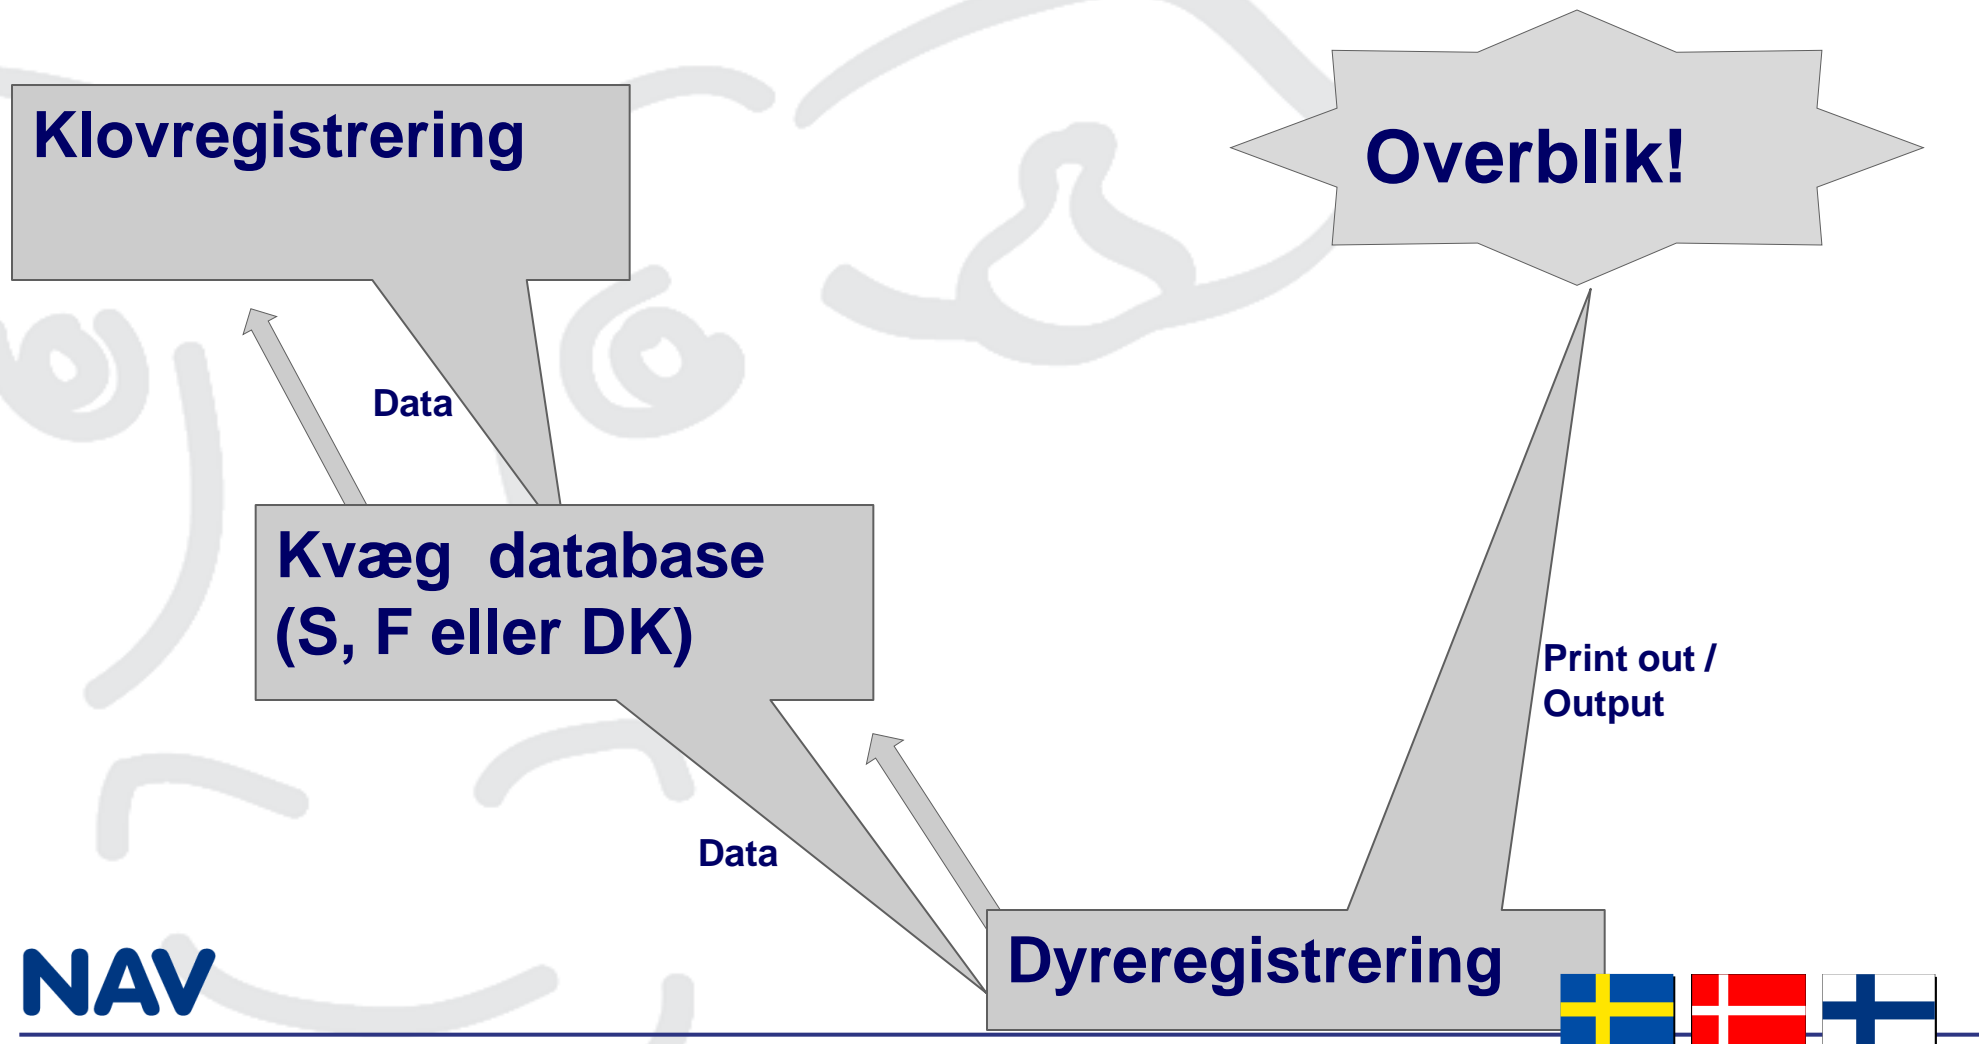 Klovregistrering
Overblik!
Data
Kvæg database
(S, F eller DK)
Print out /
Output
Data
Dyreregistrering
NAV